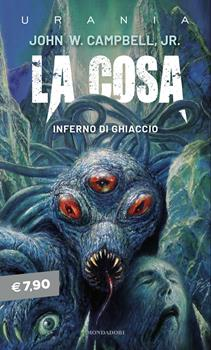 URANIA
JOHN W. CAMPBELL, JR.
LA COSA
INFERNO DI GHIACCIO
€7,90
MONDADORI